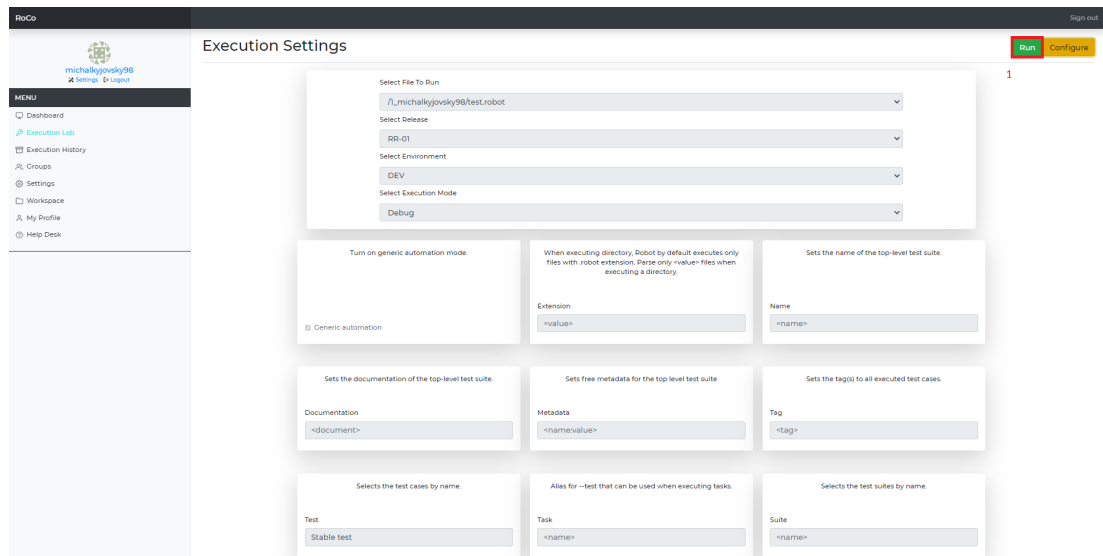 RoCo
Sign out
michalkyjovsky98
Settings Logout
MENU
Dashboard
Execution Lab
Execution History
Groups
Settings
Workspace
My Profile
Help Desk
Execution Settings
Run Configure
1
Select File To Run
/1_michalkyjovsky98/test.robot
Select Release
RR-01
Select Environment
DEV
Select Execution Mode
Debug
Turn on generic automation mode.
Generic automation
When executing directory, Robot by default executes only
files with .robot extension. Parse only <value> files when
executing a directory.
Extension
<value>
Sets the name of the top-level test suite.
Name
<name>
Sets the documentation of the top-level test suite.
Documentation
<document>
Sets free metadata for the top level test suite
Metadata
<name:value>
Sets the tag(s) to all executed test cases.
Tag
<tag>
Selects the test cases by name.
Test
Stable test
Alias for --test that can be used when executing tasks.
Task
<name>
Selects the test suites by name.
Suite
<name>